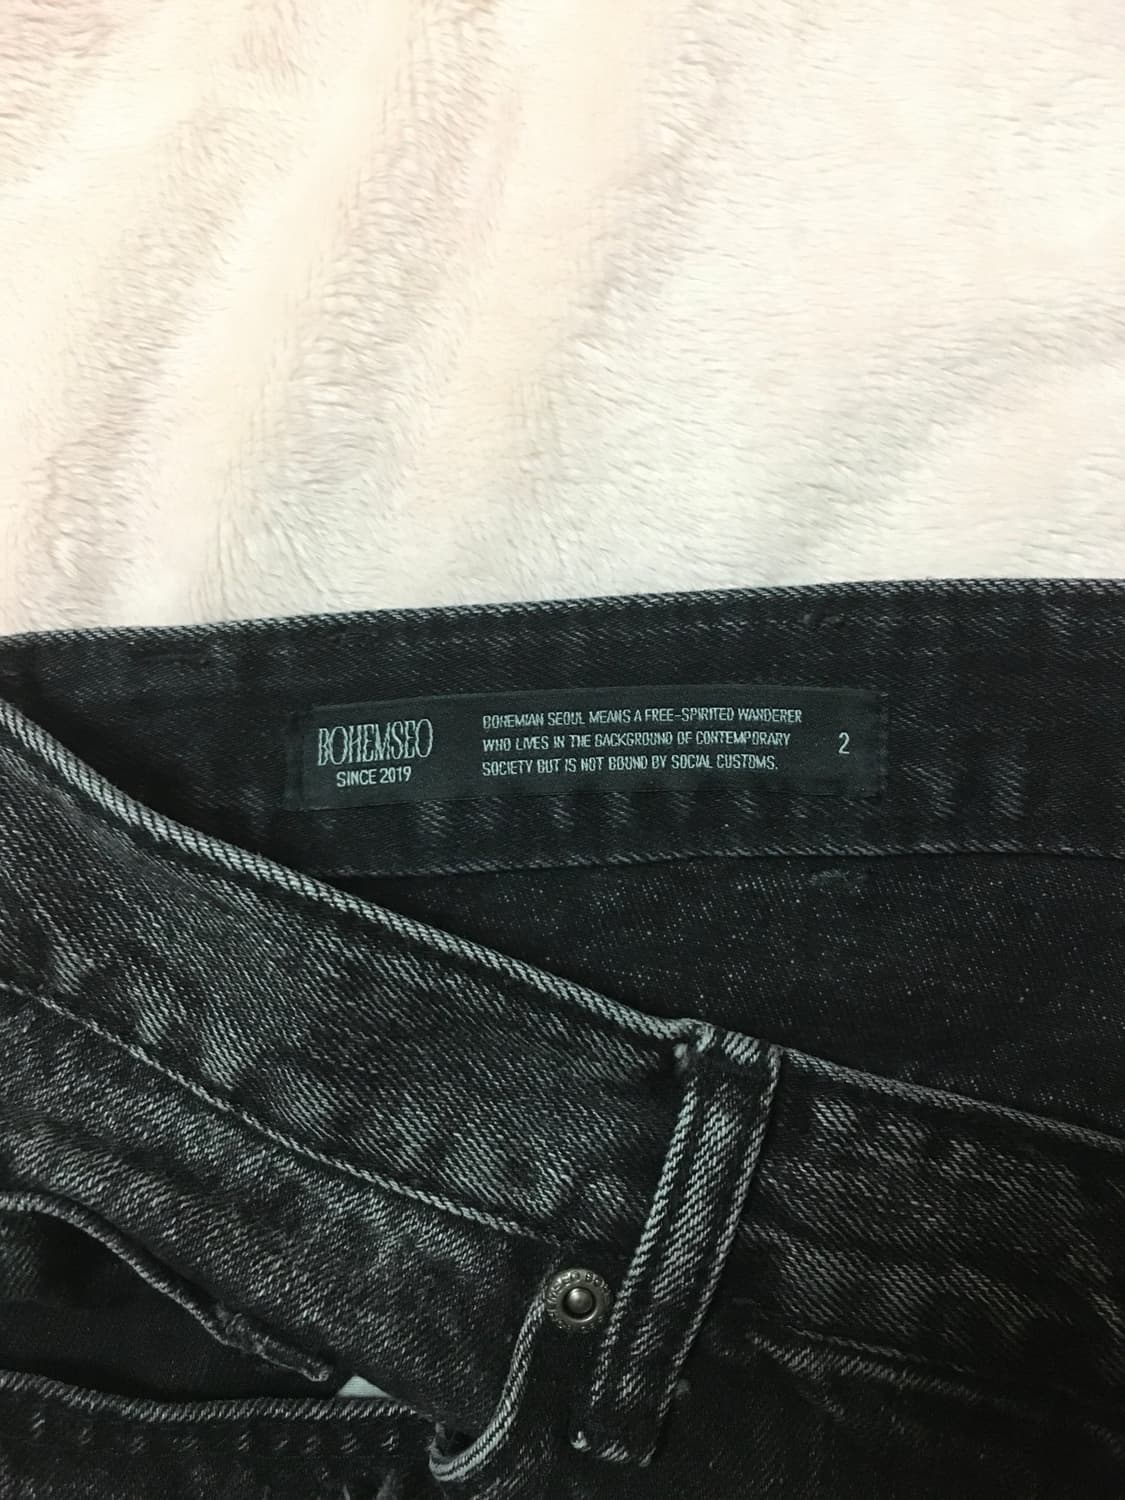 BOHEMSEO
SINCE 2019
BOHEMIAN SEOUL MEANS A FREE-SPIRITED WANDERER
WHO LIVES IN THE BACKGROUND OF CONTEMPORARY
SOCIETY BUT IS NOT BOUND BY SOCIAL CUSTOMS.
2